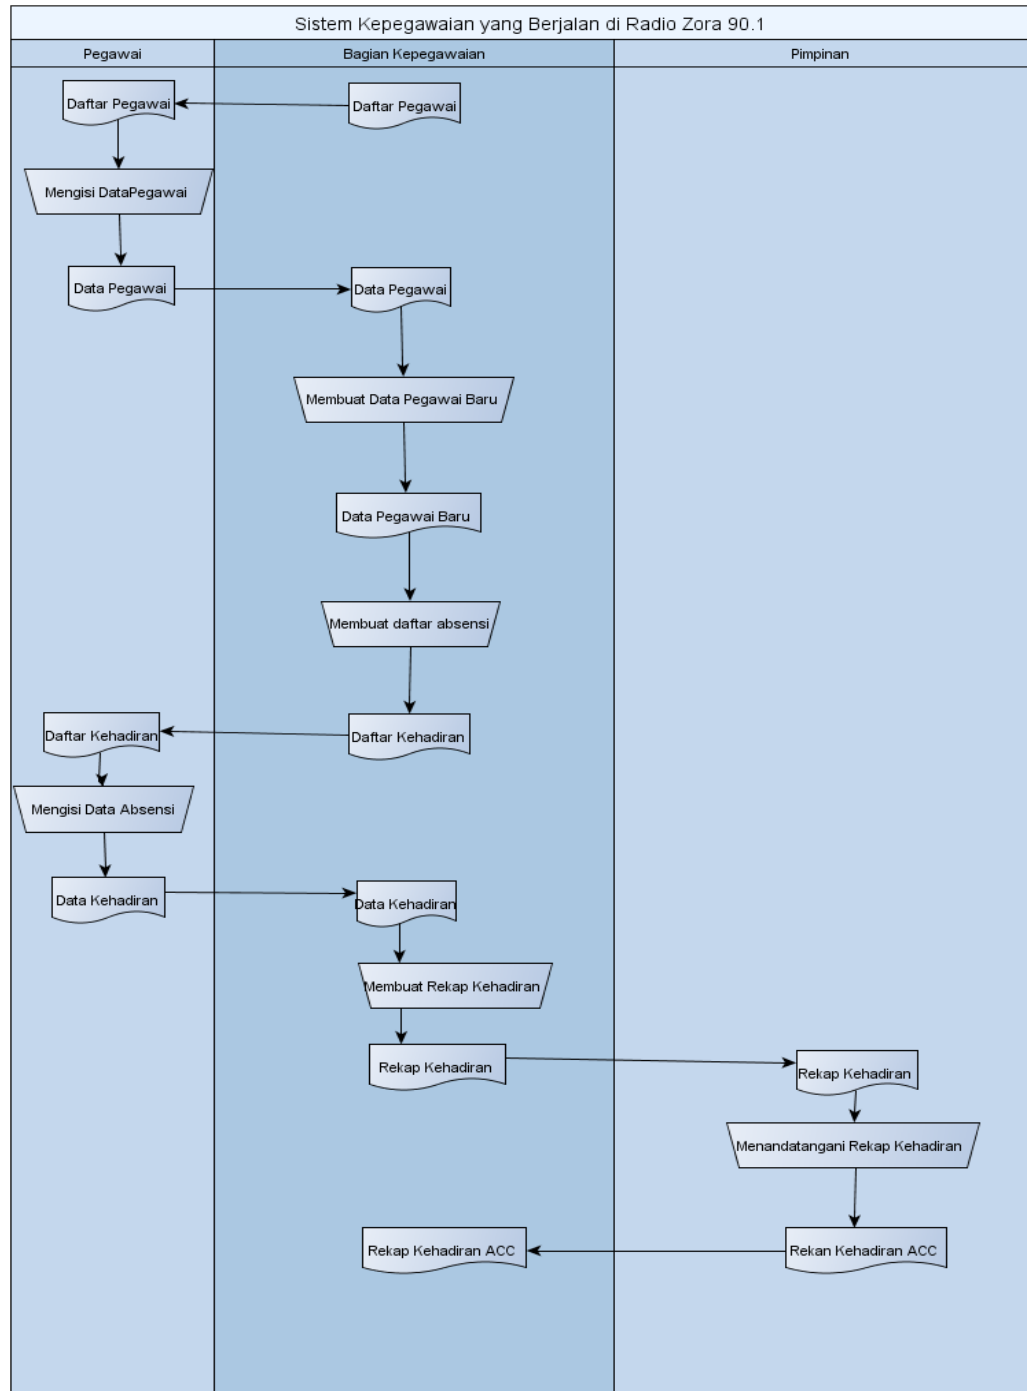 Sistem Kepegawaian yang Berjalan di Radio Zora 90.1
Pegawai
Bagian Kepegawaian
Pimpinan
Daftar Pegawai
Daftar Pegawai
Mengisi DataPegawai
Data Pegawai
Data Pegawai
Membuat Data Pegawai Baru
Data Pegawai Baru
Membuat daftar absensi
Daftar Kehadiran
Daftar Kehadiran
Mengisi Data Absensi
Data Kehadiran
Data Kehadiran
Membuat Rekap Kehadiran
Rekap Kehadiran
Rekap Kehadiran
Menandatangani Rekap Kehadiran
Rekap Kehadiran ACC
Rekan Kehadiran ACC